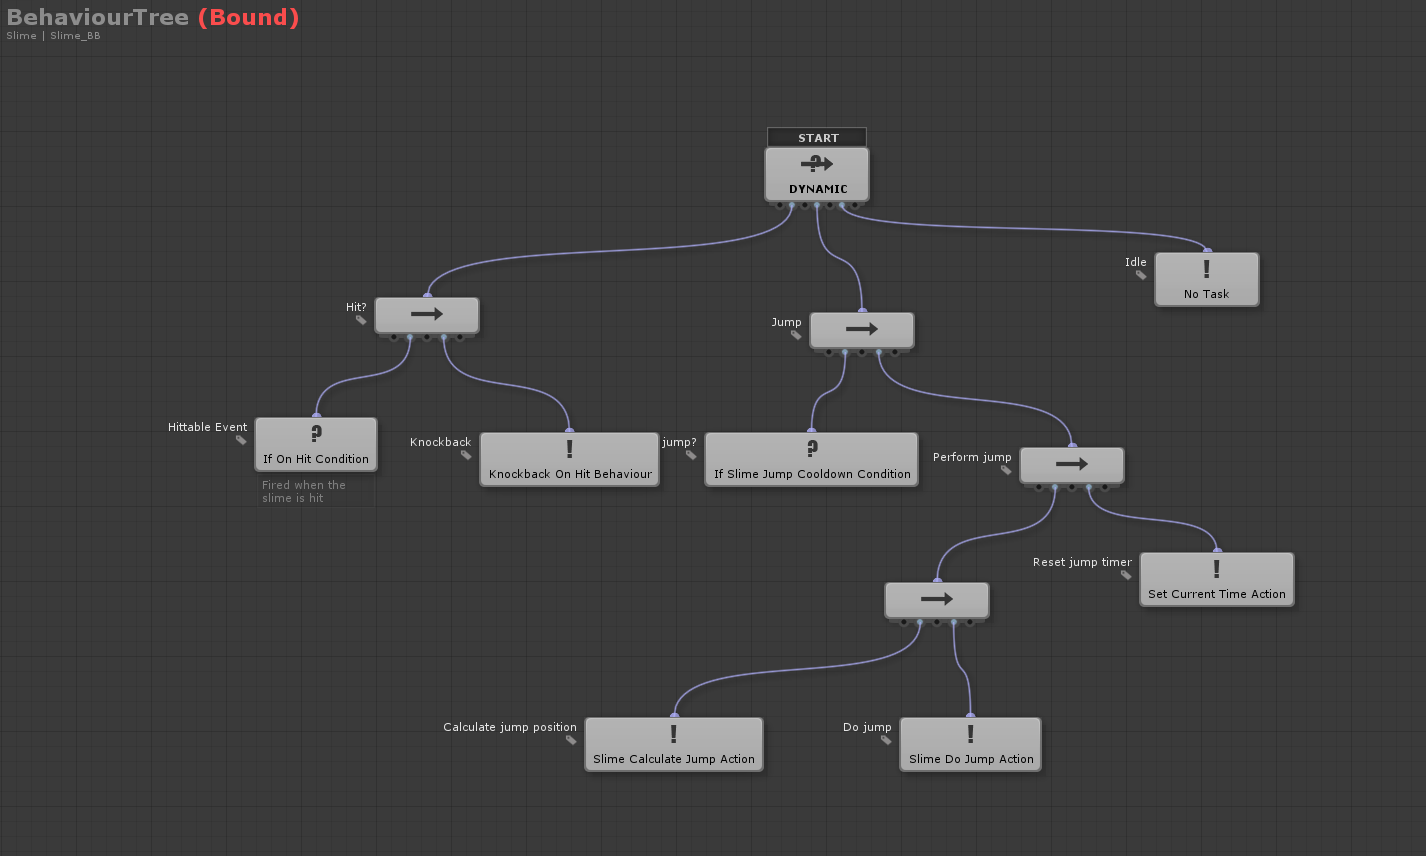 BehaviourTree (Bound)
Slime | Slime_BB
START
?
DYNAMIC
Idle
!
No Task
Hit?
Jump
Hittable Event
?
If On Hit Condition
Fired when the
slime is hit
Knockback
!
Knockback On Hit Behaviour
jump?
?
If Slime Jump Cooldown Condition
Perform jump
Reset jump timer
!
Set Current Time Action
Calculate jump position
!
Slime Calculate Jump Action
Do jump
!
Slime Do Jump Action